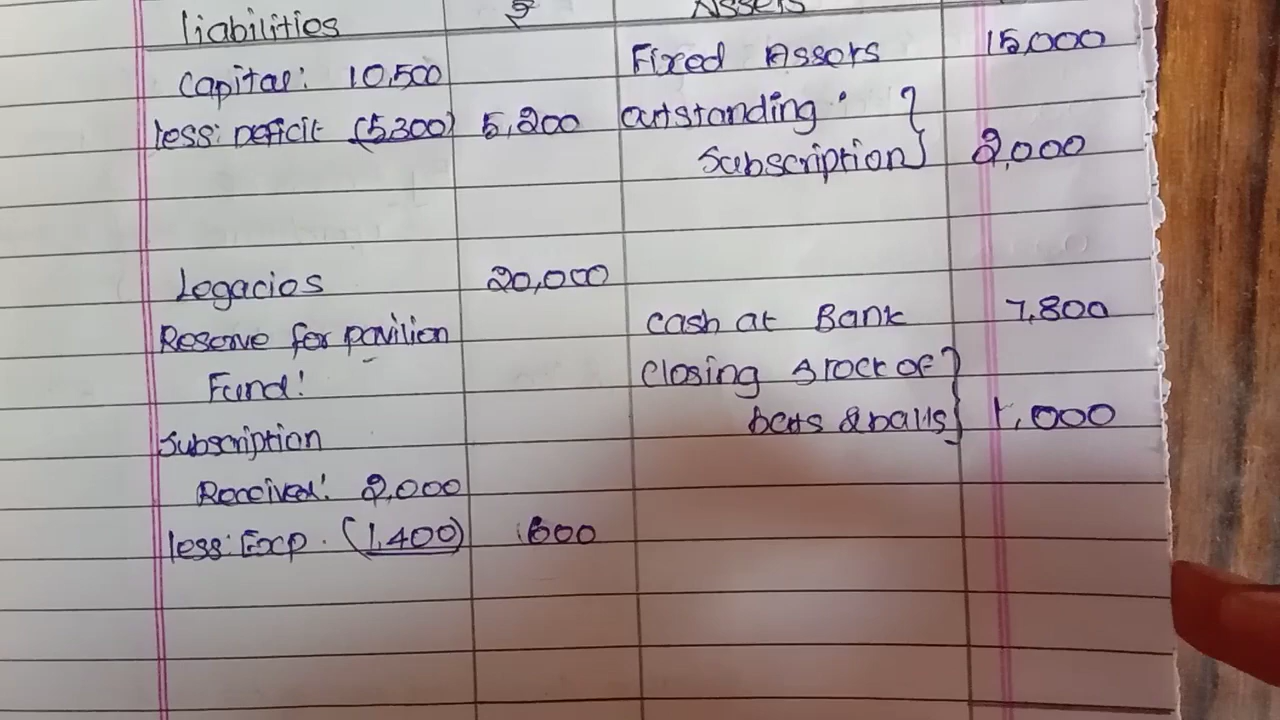 liabilities ₹ Assets
Capital: 10,500 Fixed Assets 15,000
less: Deficit (5300) 5,200 outstanding :
Subscription 2,000
Legacies 20,000
Reserve for pavilion Cash at Bank 7,800
Fund: Closing stock of
Subscription bats & balls 1,000
Received: 2,000
less: Exp. (1,400) 600